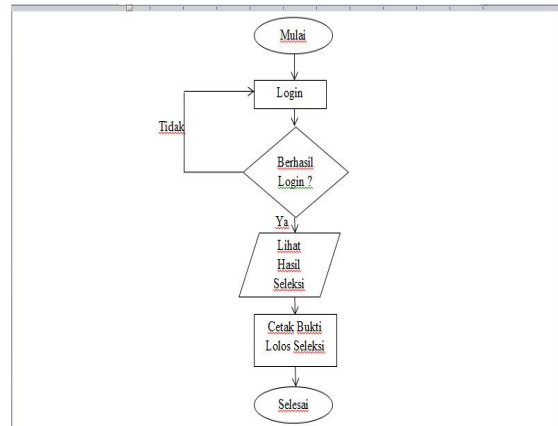 Mulai
Login
Tidak
Berhasil
Login ?
Ya
Lihat
Hasil
Seleksi
Cetak Bukti
Lolos Seleksi
Selesai